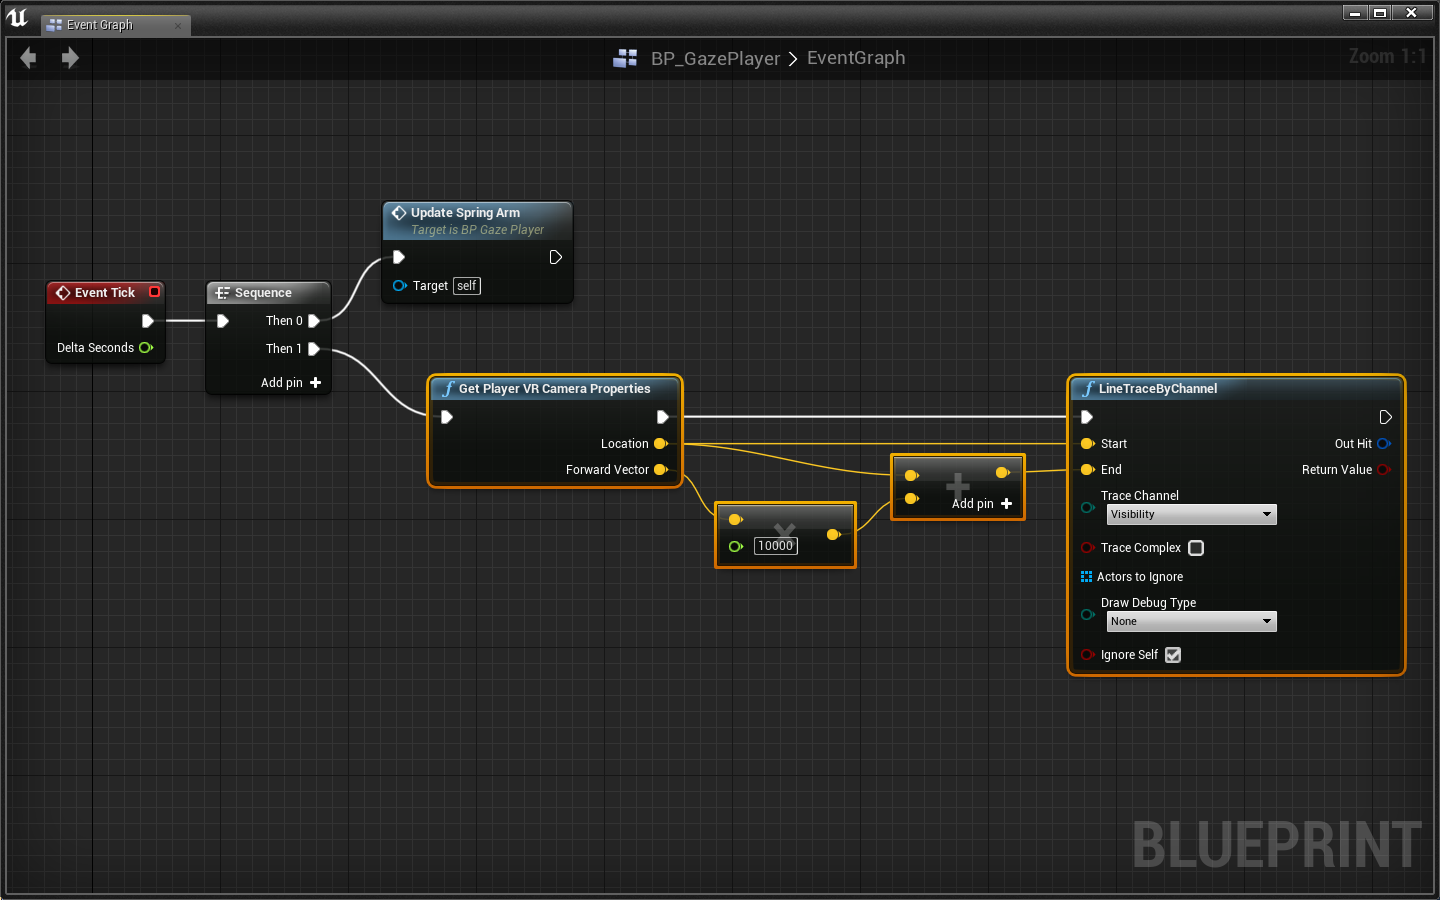 Event Graph
BP_GazePlayer > EventGraph
Zoom 1:1
Update Spring Arm
Target is BP Gaze Player
Target self
Event Tick
Delta Seconds
Sequence
Then 0
Then 1
Add pin +
Get Player VR Camera Properties
Location
Forward Vector
10000
Add pin +
LineTraceByChannel
Start Out Hit
End Return Value
Trace Channel
Visibility
Trace Complex
Actors to Ignore
Draw Debug Type
None
Ignore Self
BLUEPRINT